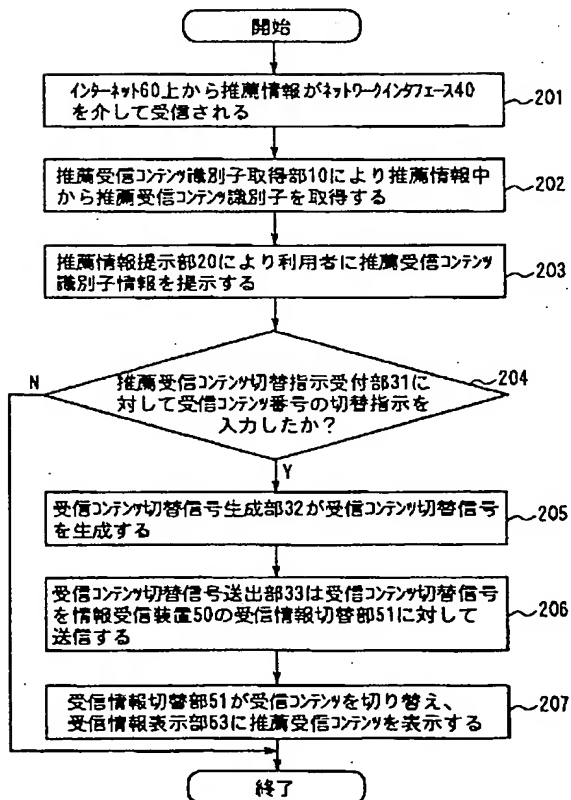 開始
インターネット60上から推薦情報がネットワークインタフェース40
を介して受信される
201
推薦受信コンテンツ識別子取得部10により推薦情報中
から推薦受信コンテンツ識別子を取得する
202
推薦情報提示部20により利用者に推薦受信コンテンツ
識別子情報を提示する
203
N
推薦受信コンテンツ切替指示受付部31に
対して受信コンテンツ番号の切替指示を
入力したか?
204
Y
受信コンテンツ切替信号生成部32が受信コンテンツ切替信号
を生成する
205
受信コンテンツ切替信号送出部33は受信コンテンツ切替信号
を情報受信装置50の受信情報切替部51に対して
送信する
206
受信情報切替部51が受信コンテンツを切り替え、
受信情報表示部53に推薦受信コンテンツを表示する
207
終了